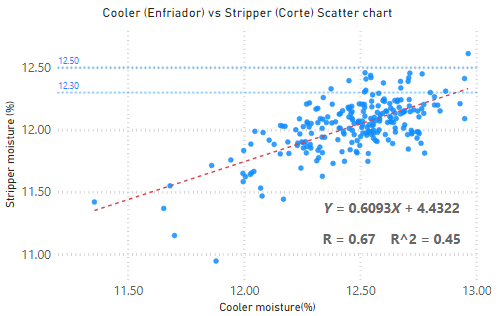 Cooler (Enfriador) vs Stripper (Corte) Scatter chart
12.50
12.50
12.30
12.00
11.50
11.00
Stripper moisture (%)
Y = 0.6093X + 4.4322
R = 0.67 R^2 = 0.45
11.50 12.00 12.50 13.00
Cooler moisture(%)